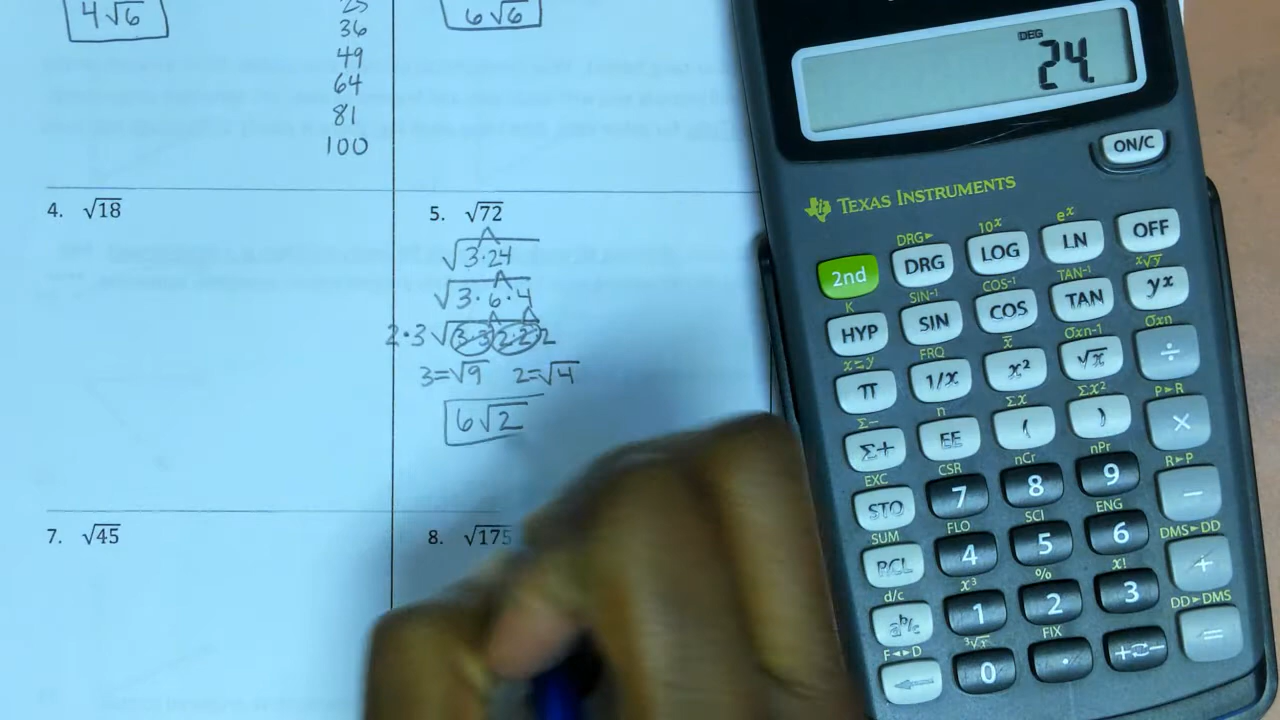 4√6
25
6√6
36
49
64
81
100
4. √18
5. √72
√3·24
√3·6·4
2·3 √3·3·2·2·2
3=√9 2=√4
6√2
7. √45
8. √175
DEG
24.
ON/C
TEXAS INSTRUMENTS
DRG► 10ˣ eˣ
2nd DRG LOG LN OFF
K SIN⁻¹ COS⁻¹ TAN⁻¹ ˣ√y
HYP SIN COS TAN yˣ
x⇄y FRQ x̄ σxn-1 σxn
π 1/x x² √x ÷
Σ- n Σx Σx² P►R
Σ+ EE ( ) ×
EXC CSR nCr nPr R►P
STO 7 8 9 −
SUM FLO SCI ENG DMS►DD
RCL 4 5 6 +
d/c x³ % x! DD►DMS
aᵇ/c 1 2 3 =
F◄►D ³√x FIX
← 0 . +⇄−